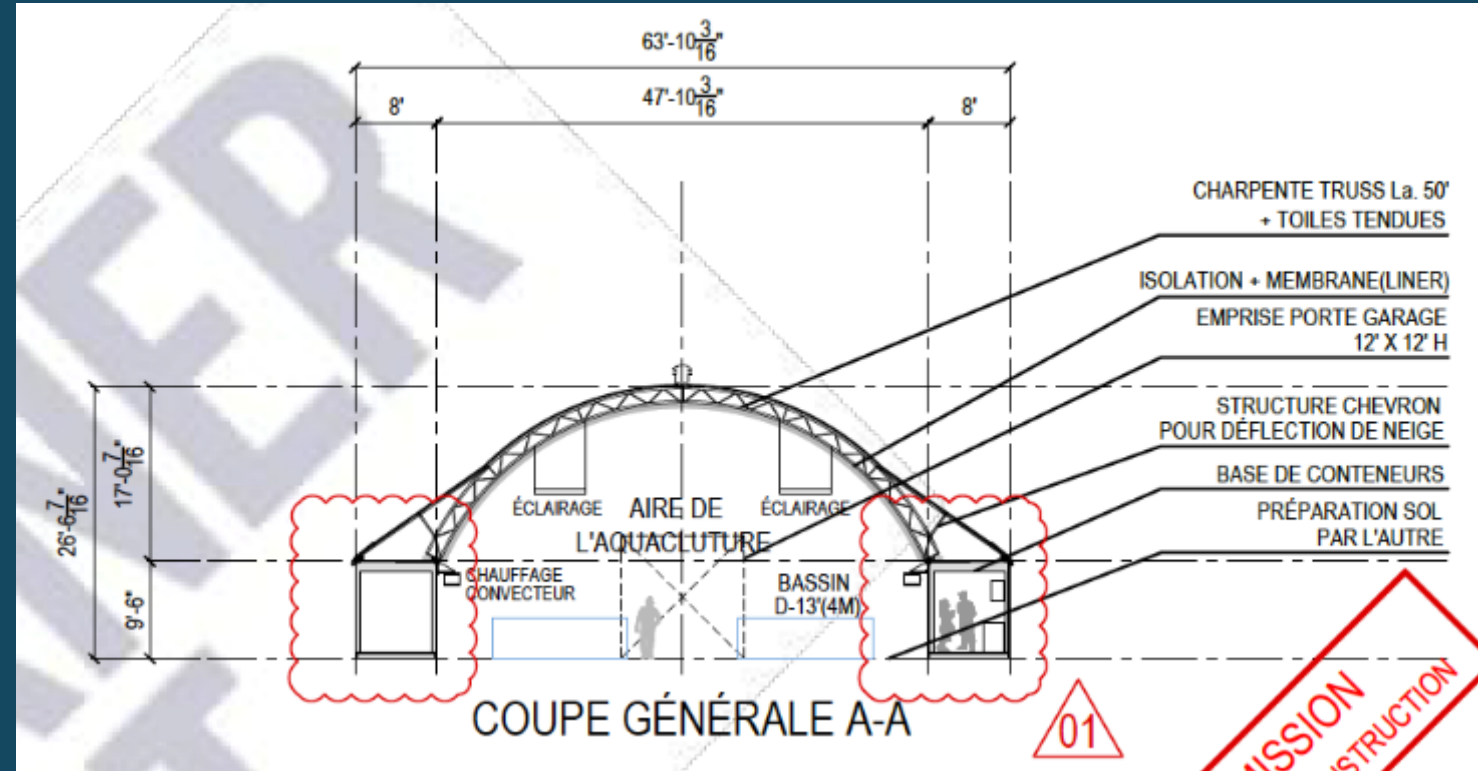 63'-10 3/16"
47'-10 3/16"
8'
8'
CHARPENTE TRUSS La. 50'
+ TOILES TENDUES
ISOLATION + MEMBRANE(LINER)
EMPRISE PORTE GARAGE
12' X 12' H
STRUCTURE CHEVRON
POUR DÉFLECTION DE NEIGE
BASE DE CONTENEURS
PRÉPARATION SOL
PAR L'AUTRE
26'-6 7/16"
17'-0 7/16"
9'-6"
ÉCLAIRAGE
AIRE DE
L'AQUACLUTURE
ÉCLAIRAGE
CHAUFFAGE
CONVECTEUR
BASSIN
D-13'(4M)
COUPE GÉNÉRALE A-A
01